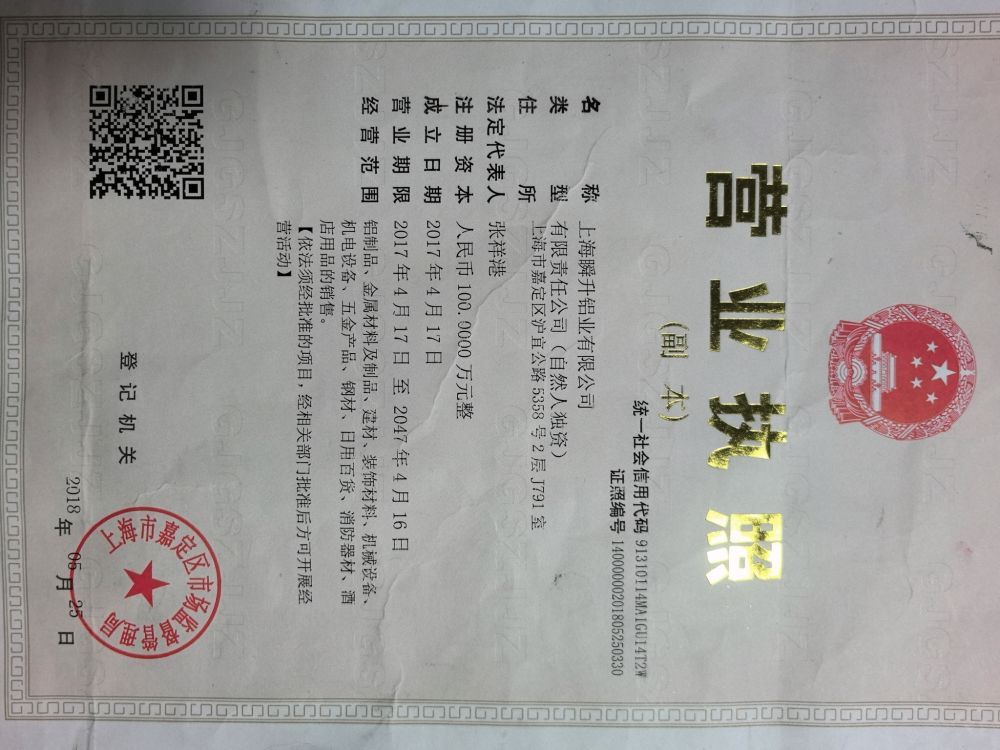 营业执照
(副 本)
统一社会信用代码 91310114MA1GU14T2W
证照编号 14000000201805250330
名称 上海瞬升铝业有限公司
类型 有限责任公司（自然人独资）
住所 上海市嘉定区沪宜公路5358号2层J791室
法定代表人 张祥港
注册资本 人民币100.0000万元整
成立日期 2017年4月17日
营业期限 2017年4月17日 至 2047年4月16日
经营范围 铝制品、金属材料及制品、建材、装饰材料、机械设备、
机电设备、五金产品、钢材、日用百货、消防器材、酒
店用品的销售。
【依法须经批准的项目，经相关部门批准后方可开展经
营活动】
登记机关
上海市嘉定区市场监督管理局
2018年05月25日